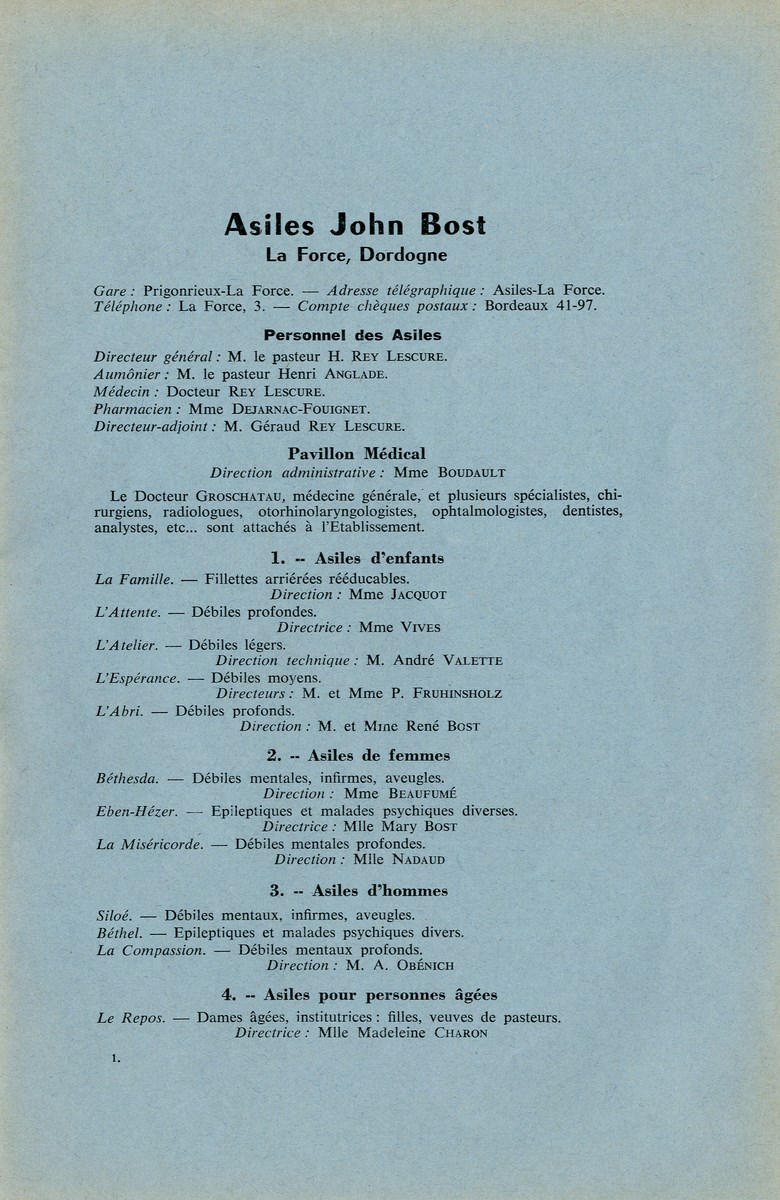 Asiles John Bost
La Force, Dordogne
Gare : Prigonrieux-La Force. — Adresse télégraphique : Asiles-La Force.
Téléphone : La Force, 3. — Compte chèques postaux : Bordeaux 41-97.
Personnel des Asiles
Directeur général : M. le pasteur H. REY LESCURE.
Aumônier : M. le pasteur Henri ANGLADE.
Médecin : Docteur REY LESCURE.
Pharmacien : Mme DEJARNAC-FOUIGNET.
Directeur-adjoint : M. Géraud REY LESCURE.
Pavillon Médical
Direction administrative : Mme BOUDAULT
Le Docteur GROSCHATAU, médecine générale, et plusieurs spécialistes, chi-
rurgiens, radiologues, otorhinolaryngologistes, ophtalmologistes, dentistes,
analystes, etc... sont attachés à l'Etablissement.
1. -- Asiles d'enfants
La Famille. — Fillettes arriérées rééducables.
Direction : Mme JACQUOT
L'Attente. — Débiles profondes.
Directrice : Mme VIVES
L'Atelier. — Débiles légers.
Direction technique : M. André VALETTE
L'Espérance. — Débiles moyens.
Directeurs : M. et Mme P. FRUHINSHOLZ
L'Abri. — Débiles profonds.
Direction : M. et Mme René BOST
2. -- Asiles de femmes
Béthesda. — Débiles mentales, infirmes, aveugles.
Direction : Mme BEAUFUMÉ
Eben-Hézer. — Epileptiques et malades psychiques diverses.
Directrice : Mlle Mary BOST
La Miséricorde. — Débiles mentales profondes.
Direction : Mlle NADAUD
3. -- Asiles d'hommes
Siloé. — Débiles mentaux, infirmes, aveugles.
Béthel. — Epileptiques et malades psychiques divers.
La Compassion. — Débiles mentaux profonds.
Direction : M. A. OBÉNICH
4. -- Asiles pour personnes âgées
Le Repos. — Dames âgées, institutrices : filles, veuves de pasteurs.
Directrice : Mlle Madeleine CHARON
1.